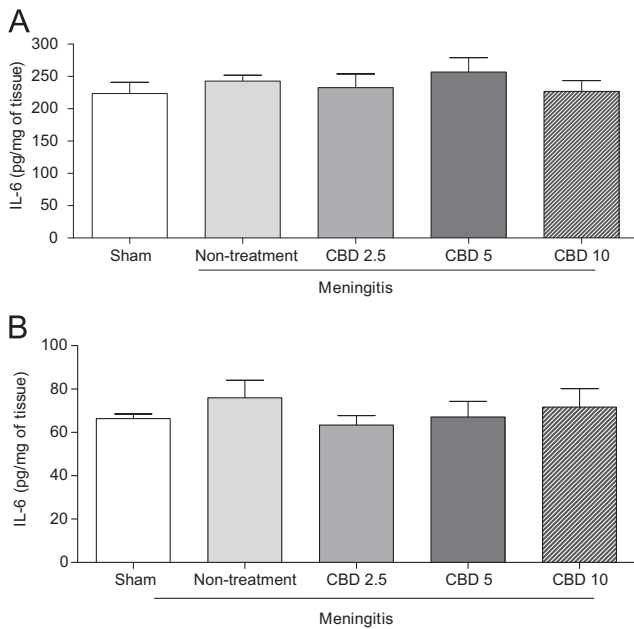 A
IL-6 (pg/mg of tissue)
300
250
200
150
100
50
0
Sham Non-treatment CBD 2.5 CBD 5 CBD 10
Meningitis
B
IL-6 (pg/mg of tissue)
100
80
60
40
20
0
Sham Non-treatment CBD 2.5 CBD 5 CBD 10
Meningitis